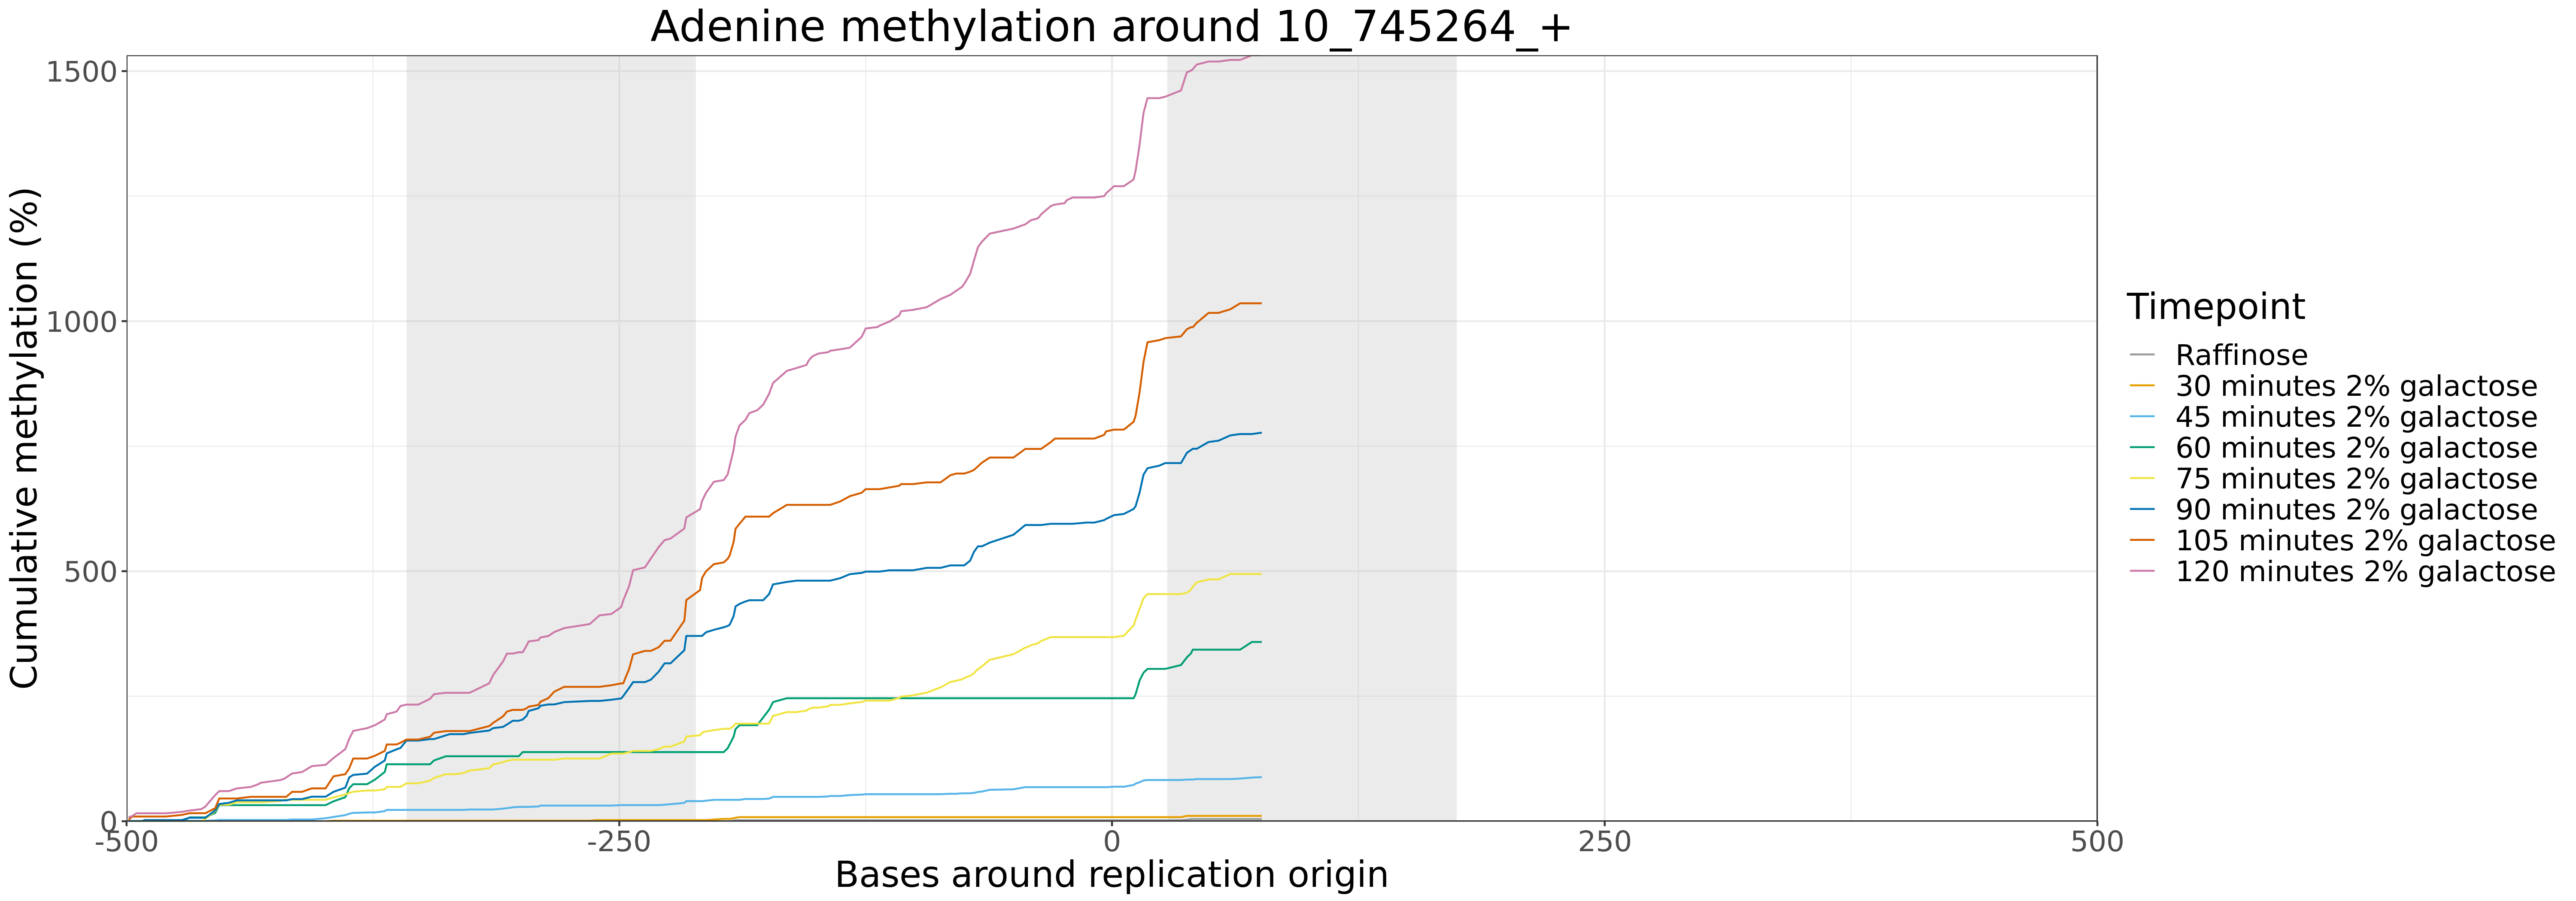 Adenine methylation around 10_745264_+
Cumulative methylation (%)
1500
1000
500
0
-500
-250
0
250
500
Bases around replication origin
Timepoint
Raffinose
30 minutes 2% galactose
45 minutes 2% galactose
60 minutes 2% galactose
75 minutes 2% galactose
90 minutes 2% galactose
105 minutes 2% galactose
120 minutes 2% galactose